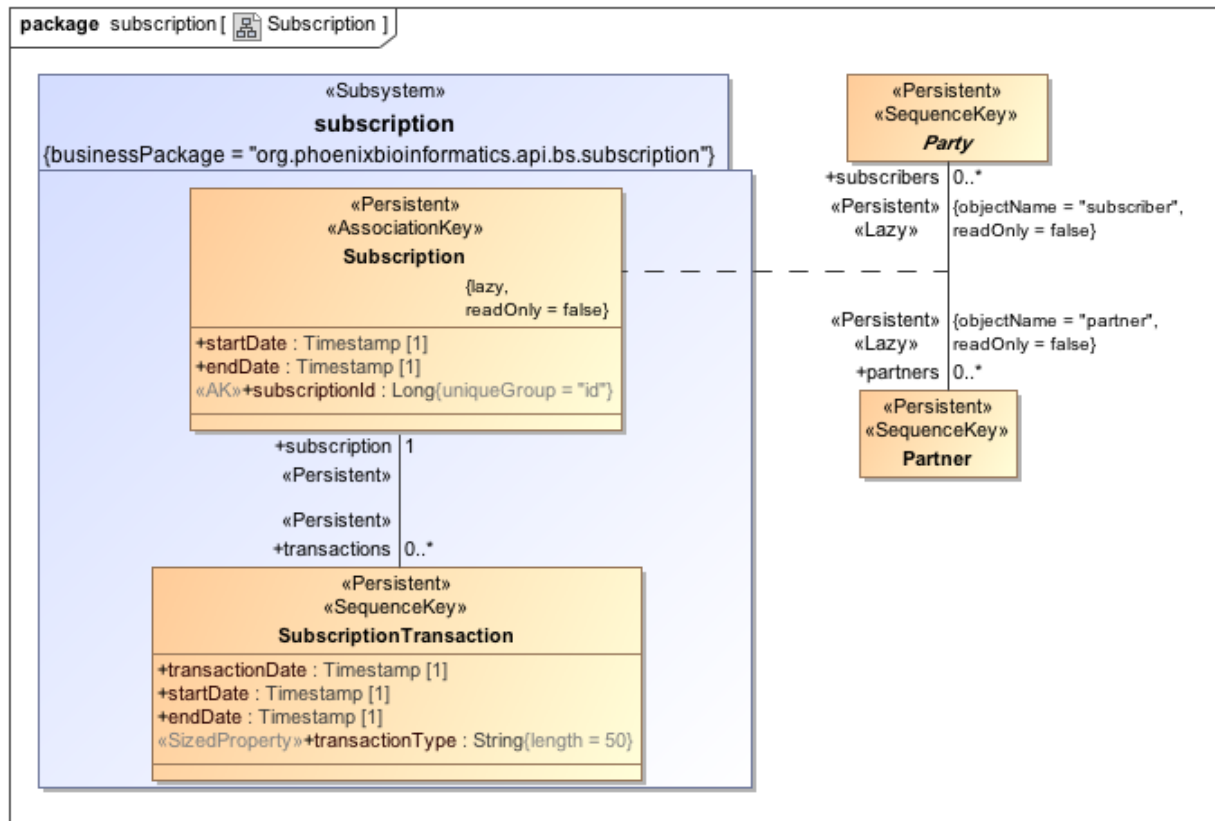 package subscription [ Subscription ]
«Subsystem»
subscription
{businessPackage = "org.phoenixbioinformatics.api.bs.subscription"}
«Persistent»
«AssociationKey»
Subscription
{lazy,
readOnly = false}
+startDate : Timestamp [1]
+endDate : Timestamp [1]
«AK»+subscriptionId : Long{uniqueGroup = "id"}
+subscription 1
«Persistent»
«Persistent»
+transactions 0..*
«Persistent»
«SequenceKey»
SubscriptionTransaction
+transactionDate : Timestamp [1]
+startDate : Timestamp [1]
+endDate : Timestamp [1]
«SizedProperty»+transactionType : String{length = 50}
«Persistent»
«SequenceKey»
Party
+subscribers 0..*
«Persistent» {objectName = "subscriber",
«Lazy» readOnly = false}
«Persistent» {objectName = "partner",
«Lazy» readOnly = false}
+partners 0..*
«Persistent»
«SequenceKey»
Partner